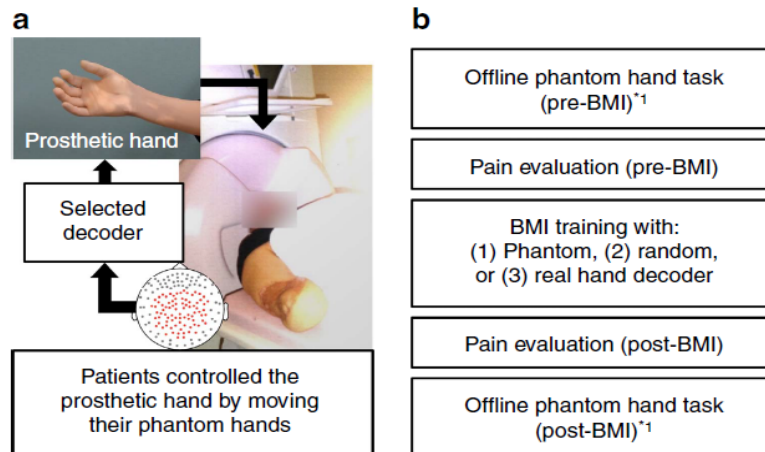 a
Prosthetic hand
Selected
decoder
Patients controlled the
prosthetic hand by moving
their phantom hands
b
Offline phantom hand task
(pre-BMI)*1
Pain evaluation (pre-BMI)
BMI training with:
(1) Phantom, (2) random,
or (3) real hand decoder
Pain evaluation (post-BMI)
Offline phantom hand task
(post-BMI)*1